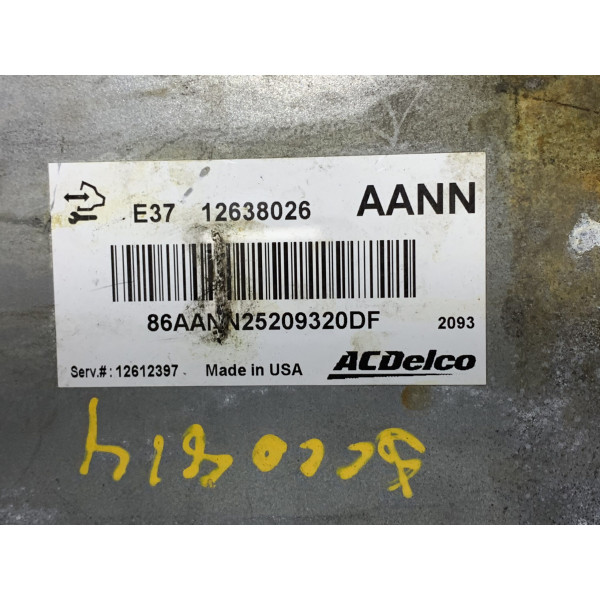 E37 12638026 AANN
86AANN25209320DF 2093
Serv.#: 12612397 Made in USA ACDelco